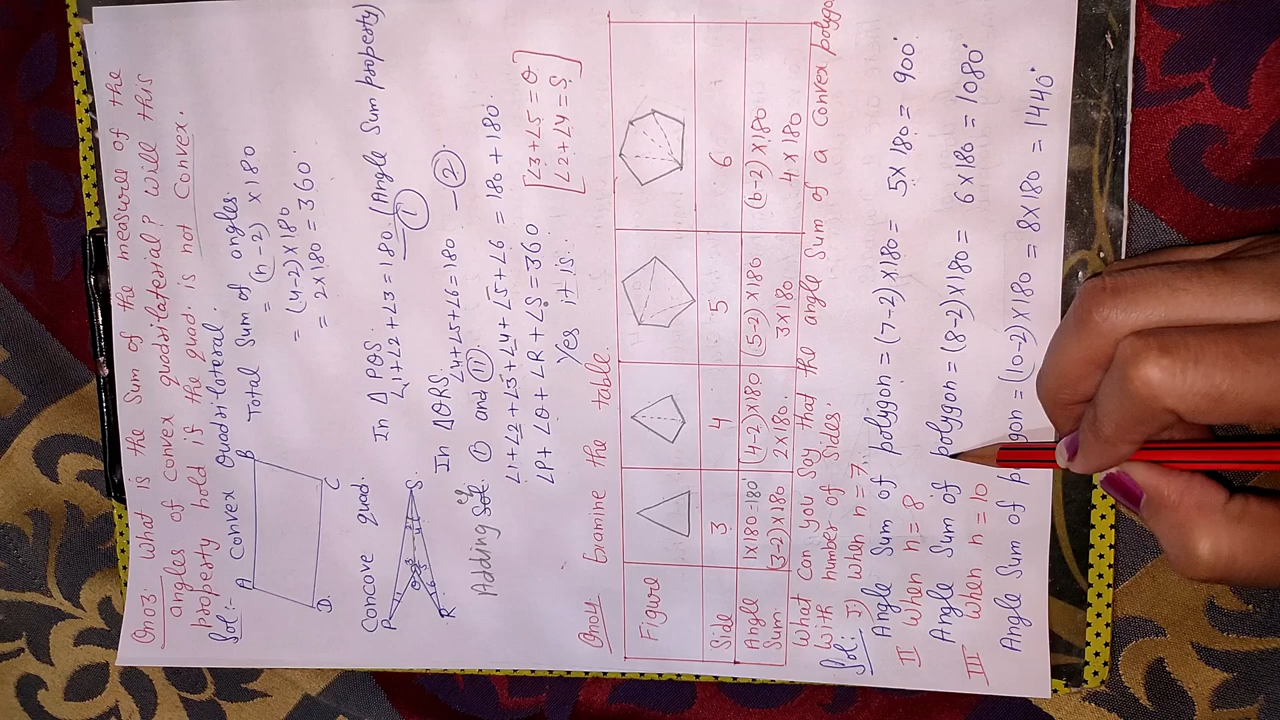 Qno3: What is the Sum of the measure of the
angles of convex quadrilateral? Will this
property hold if the quad. is not Convex.
Sol:- Convex Quadrilateral.
A B
D. C
Total Sum of angles.
= (n-2) × 180
= (4-2) × 180
= 2×180 = 360°
Concove quad.
P S
Q R
In Δ PQS.
∠1+∠2+∠3 = 180 (Angle Sum property)
— ①
In ΔQRS.
∠4+∠5+∠6=180 — ②
Adding ① and ⑪
∠1+∠2+∠3+∠4+∠5+∠6 = 180+180.
∠P+∠Q+∠R+∠S=360 [∠3+∠5=Q
∠2+∠4=S]
Yes it is.
Qno4 Examine the table.
Figure
Side 3 4 5 6
Angle 1×180=180° (4-2)×180 (5-2)×180 (6-2)×180
Sum (3-2)×180 2×180. 3×180 4×180
What Can you Say that the angle Sum of a Convex polygo
With number of Sides.
Sol: I) When n=7.
Angle Sum of polygon = (7-2)×180 = 5×180 = 900°
II When n=8
Angle Sum of polygon = (8-2)×180 = 6×180 = 1080°
III When n=10
Angle Sum of gon = (10-2)×180 = 8×180 = 1440°